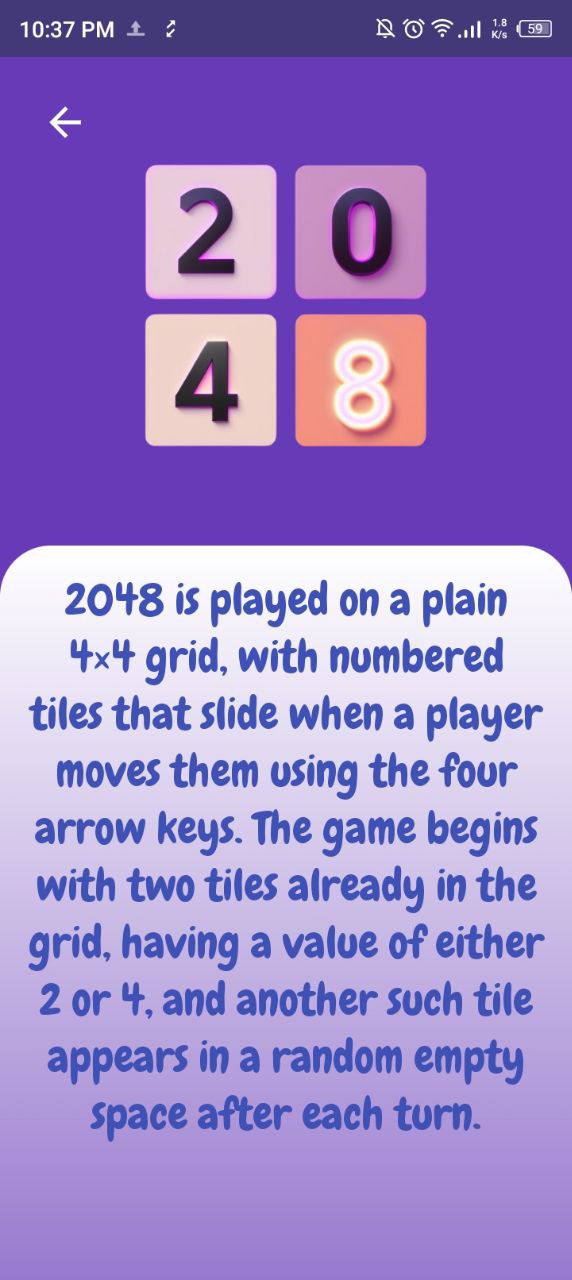 10:37 PM 1.8 K/s 59
2 0
4 8
2048 is played on a plain
4×4 grid, with numbered
tiles that slide when a player
moves them using the four
arrow keys. The game begins
with two tiles already in the
grid, having a value of either
2 or 4, and another such tile
appears in a random empty
space after each turn.